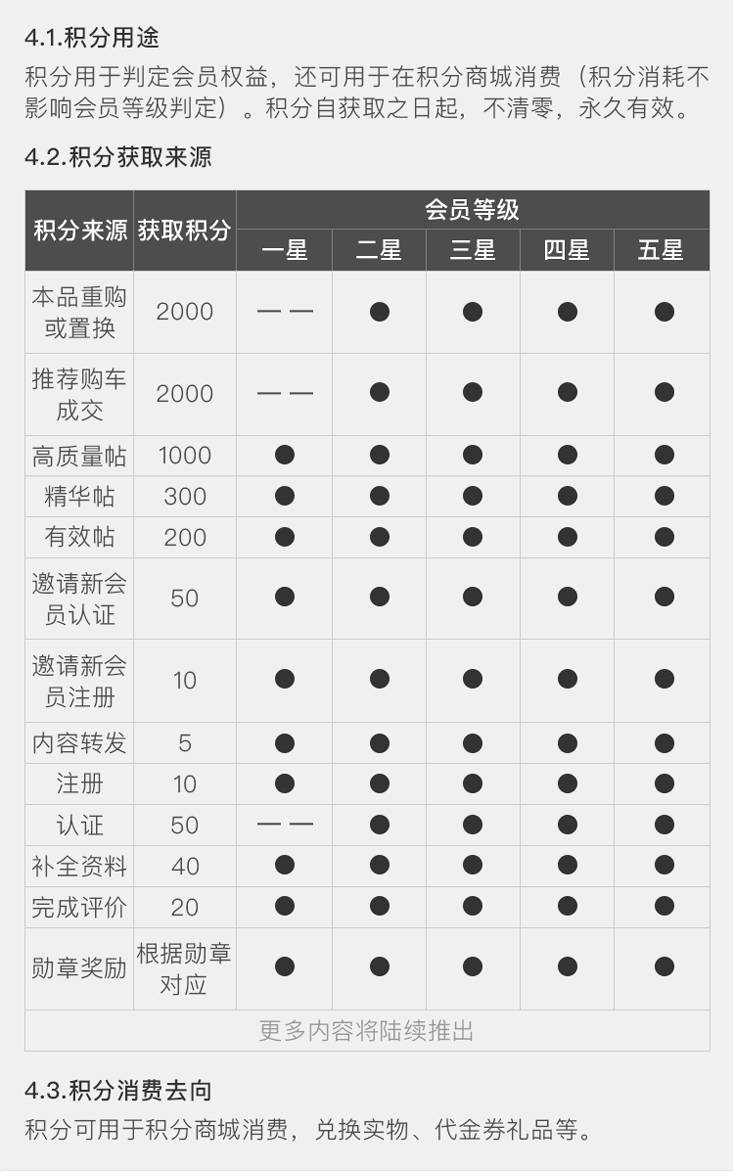 4.1.积分用途
积分用于判定会员权益，还可用于在积分商城消费（积分消耗不
影响会员等级判定）。积分自获取之日起，不清零，永久有效。
4.2.积分获取来源
积分来源 获取积分 会员等级
一星 二星 三星 四星 五星
本品重购
或置换 2000 —— ● ● ● ●
推荐购车
成交 2000 —— ● ● ● ●
高质量帖 1000 ● ● ● ● ●
精华帖 300 ● ● ● ● ●
有效帖 200 ● ● ● ● ●
邀请新会
员认证 50 ● ● ● ● ●
邀请新会
员注册 10 ● ● ● ● ●
内容转发 5 ● ● ● ● ●
注册 10 ● ● ● ● ●
认证 50 —— ● ● ● ●
补全资料 40 ● ● ● ● ●
完成评价 20 ● ● ● ● ●
勋章奖励 根据勋章
对应 ● ● ● ● ●
更多内容将陆续推出
4.3.积分消费去向
积分可用于积分商城消费，兑换实物、代金券礼品等。